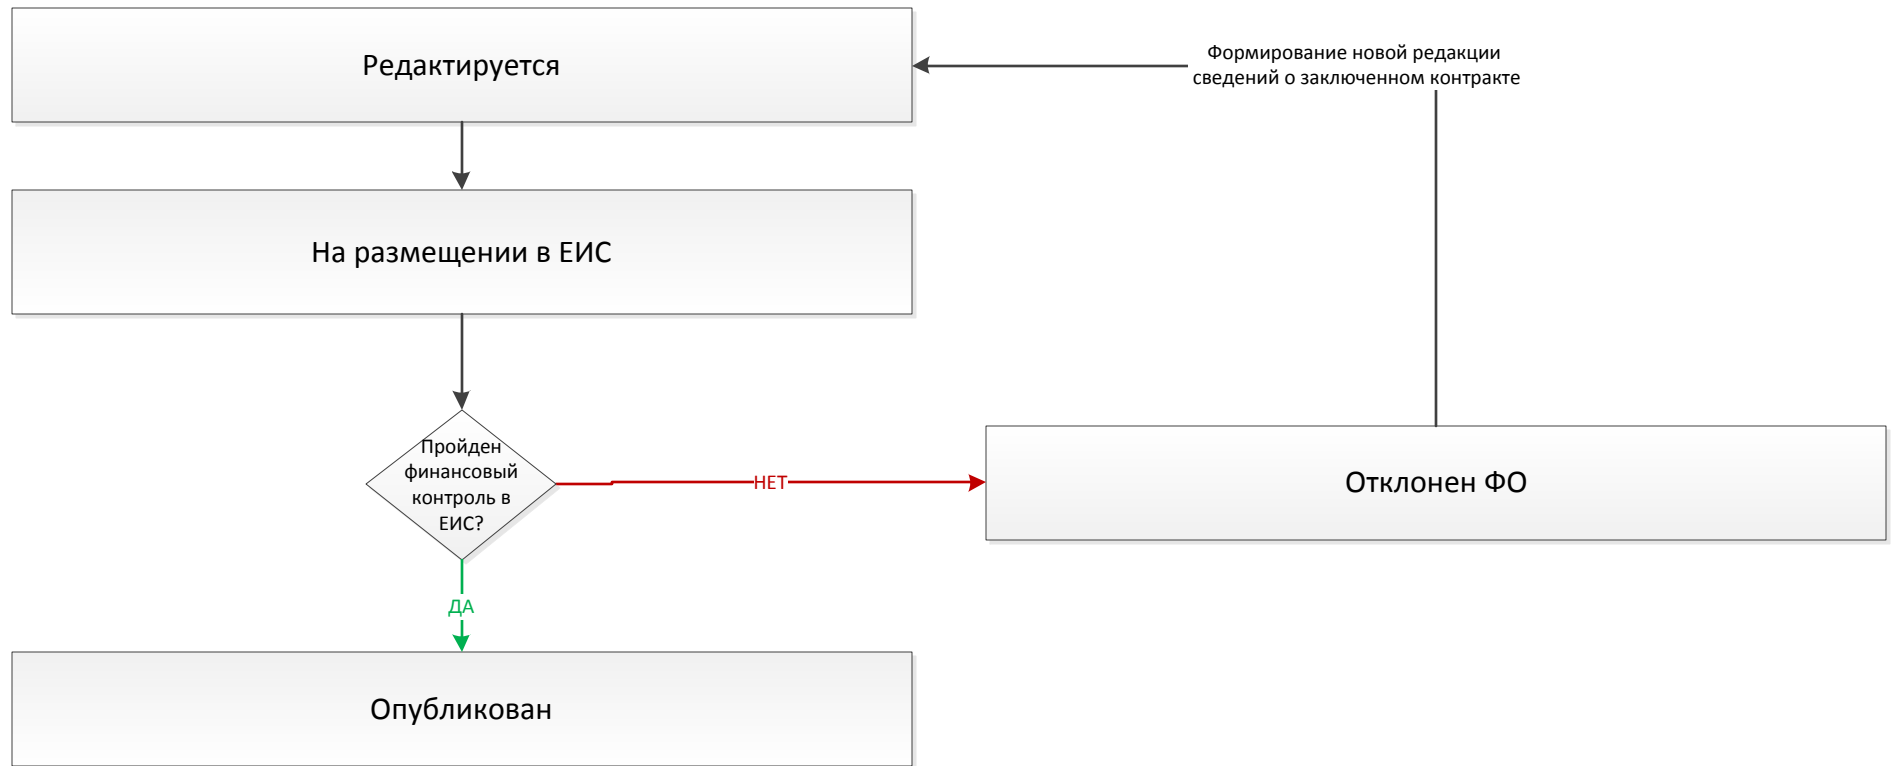 Редактируется
Формирование новой редакции
сведений о заключенном контракте
На размещении в ЕИС
Пройден
финансовый
контроль в
ЕИС?
НЕТ
Отклонен ФО
ДА
Опубликован